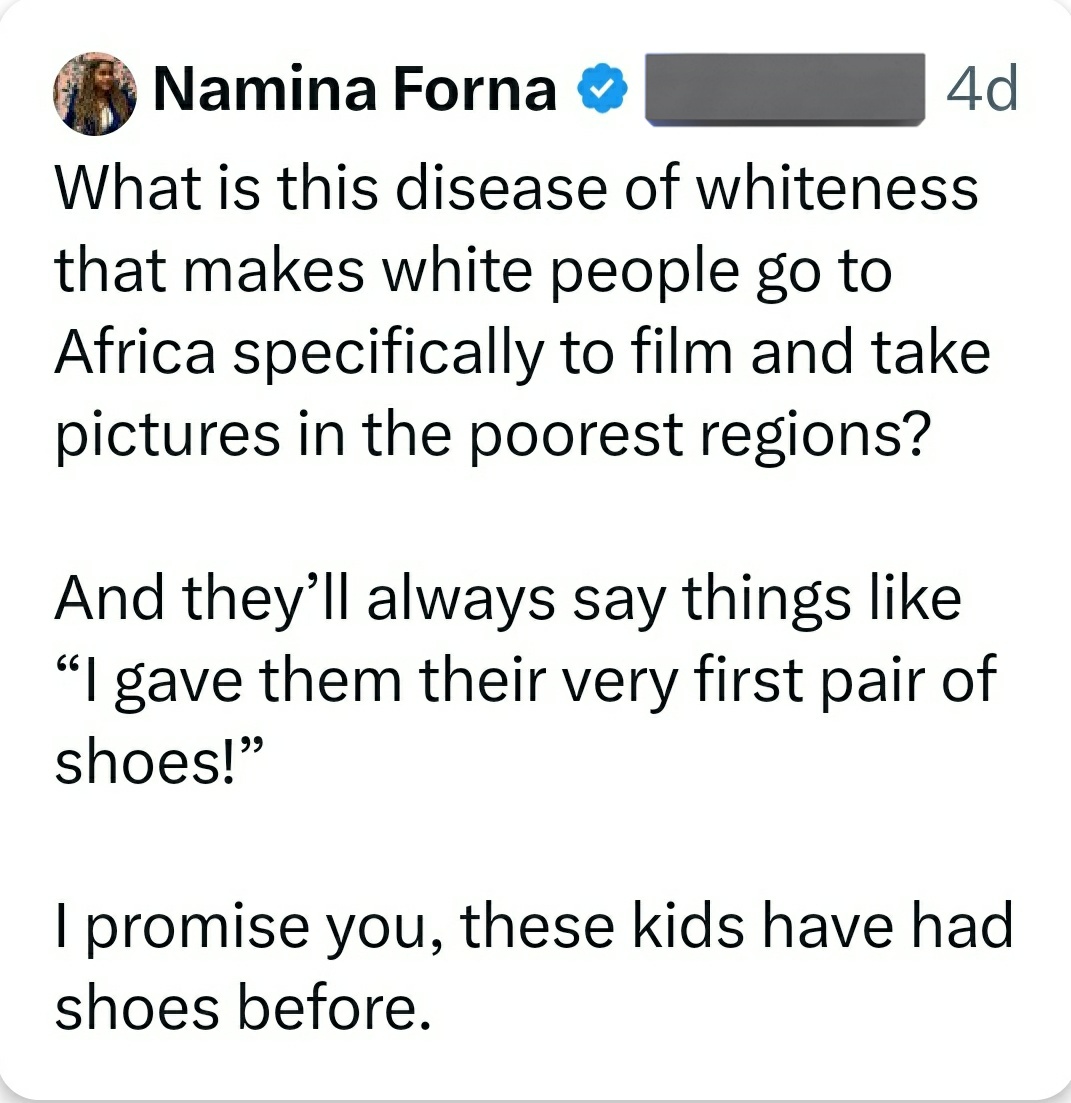 Namina Forna 4d
What is this disease of whiteness
that makes white people go to
Africa specifically to film and take
pictures in the poorest regions?
And they’ll always say things like
“I gave them their very first pair of
shoes!”
I promise you, these kids have had
shoes before.